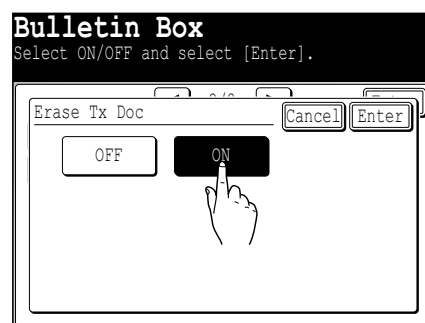 Bulletin Box
Select ON/OFF and select [Enter].
Erase Tx Doc
Cancel Enter
OFF ON